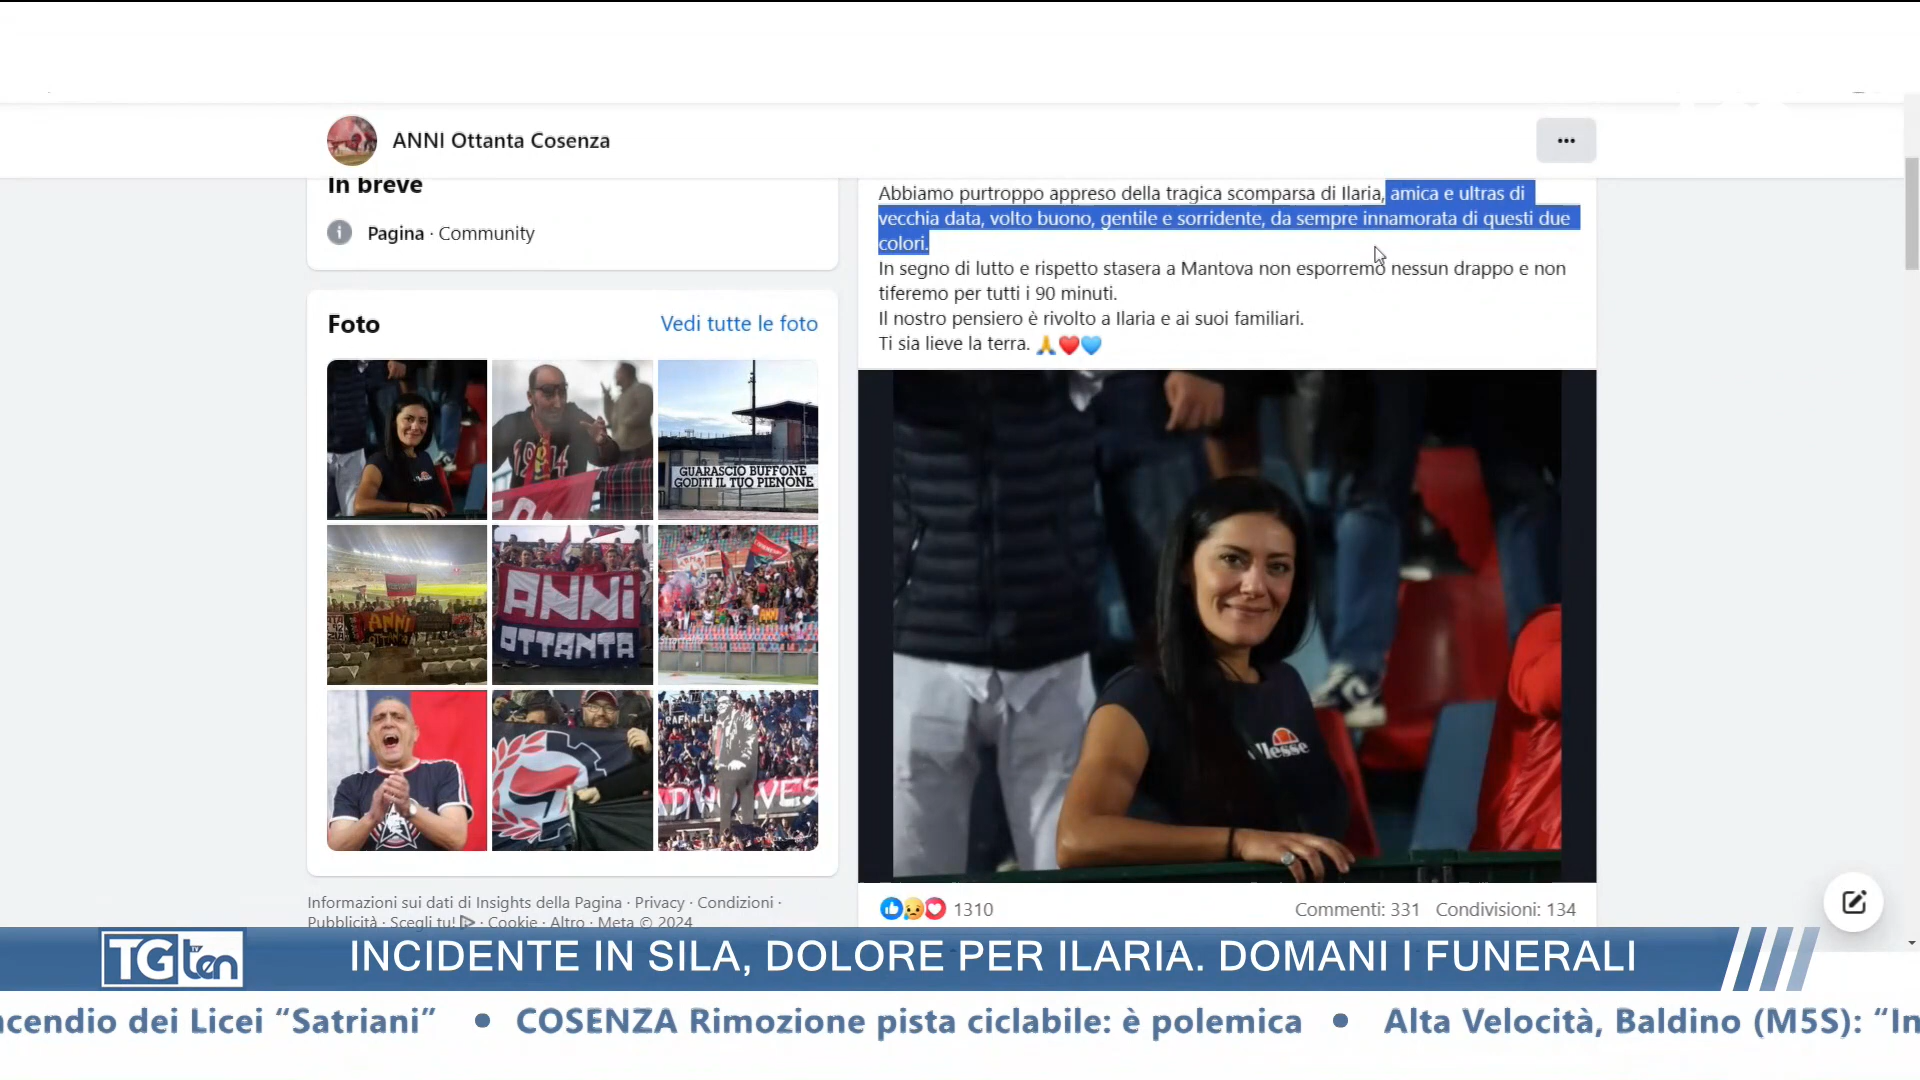 ANNI Ottanta Cosenza
...
In breve
Pagina · Community
Foto
Vedi tutte le foto
1914
GUARASCIO BUFFONE
GODITI IL TUO PIENONE
ANNI
ANNI
OTTANTA
ANNI
Informazioni sui dati di Insights della Pagina · Privacy · Condizioni ·
Pubblicità · Scegli tu! · Cookie · Altro · Meta © 2024
Abbiamo purtroppo appreso della tragica scomparsa di Ilaria, amica e ultras di
vecchia data, volto buono, gentile e sorridente, da sempre innamorata di questi due
colori.
In segno di lutto e rispetto stasera a Mantova non esporremo nessun drappo e non
tiferemo per tutti i 90 minuti.
Il nostro pensiero è rivolto a Ilaria e ai suoi familiari.
Ti sia lieve la terra. 🙏❤️💙
ellesse
1310
Commenti: 331 Condivisioni: 134
TG ten TV
INCIDENTE IN SILA, DOLORE PER ILARIA. DOMANI I FUNERALI
ncendio dei Licei “Satriani” • COSENZA Rimozione pista ciclabile: è polemica • Alta Velocità, Baldino (M5S): “In